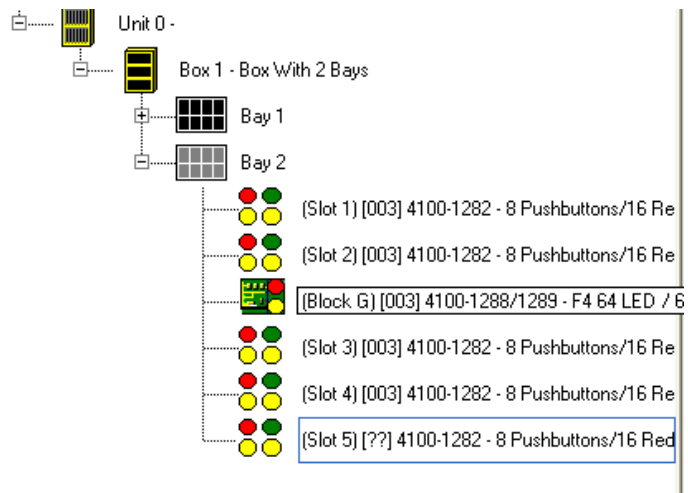 Unit 0 -
Box 1 - Box With 2 Bays
Bay 1
Bay 2
(Slot 1) [003] 4100-1282 - 8 Pushbuttons/16 Re
(Slot 2) [003] 4100-1282 - 8 Pushbuttons/16 Re
(Block G) [003] 4100-1288/1289 - F4 64 LED / 6
(Slot 3) [003] 4100-1282 - 8 Pushbuttons/16 Re
(Slot 4) [003] 4100-1282 - 8 Pushbuttons/16 Re
(Slot 5) [??] 4100-1282 - 8 Pushbuttons/16 Red